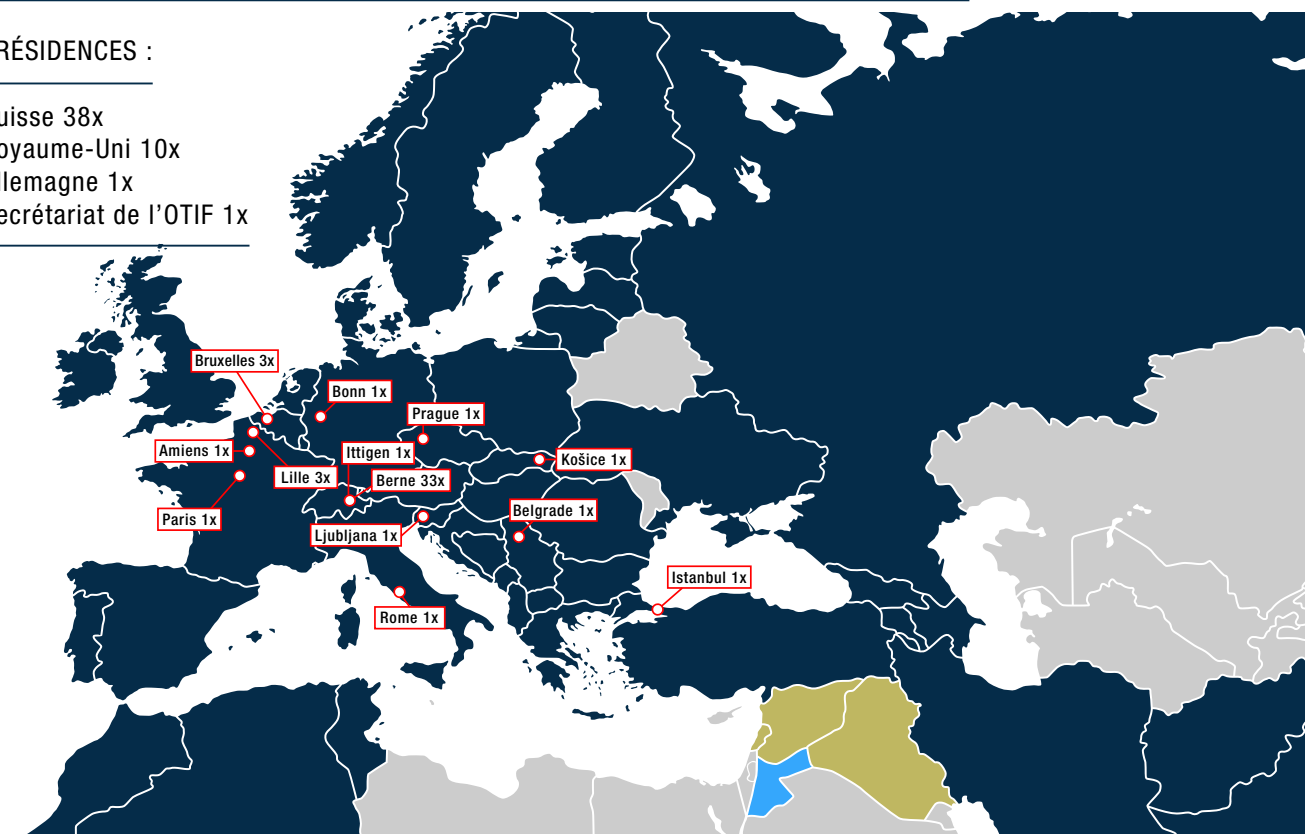 RÉSIDENCES :
uisse 38x
oyaume-Uni 10x
llemagne 1x
ecrétariat de l'OTIF 1x
Bruxelles 3x
Bonn 1x
Prague 1x
Amiens 1x
Ittigen 1x
Košice 1x
Lille 3x
Berne 33x
Paris 1x
Belgrade 1x
Ljubljana 1x
Istanbul 1x
Rome 1x